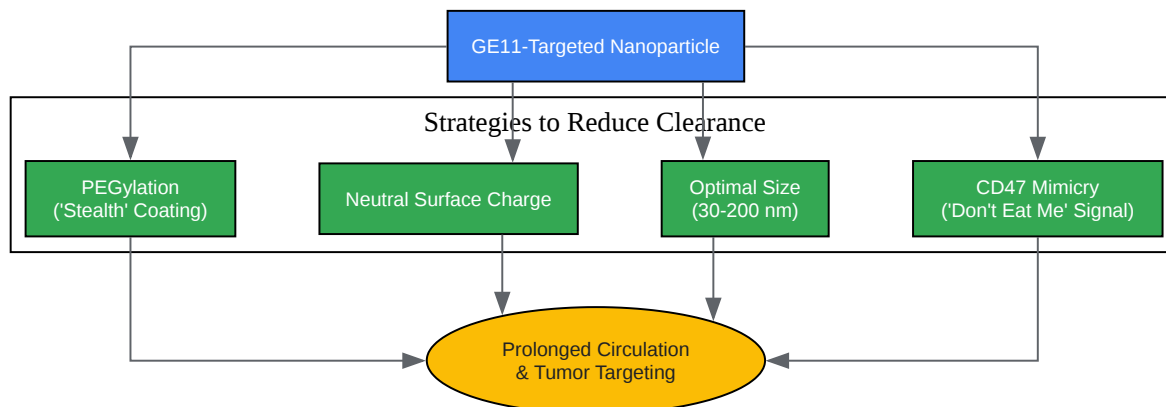 GE11-Targeted Nanoparticle
Strategies to Reduce Clearance
PEGylation
('Stealth' Coating)
Neutral Surface Charge
Optimal Size
(30-200 nm)
CD47 Mimicry
('Don't Eat Me' Signal)
Prolonged Circulation
& Tumor Targeting